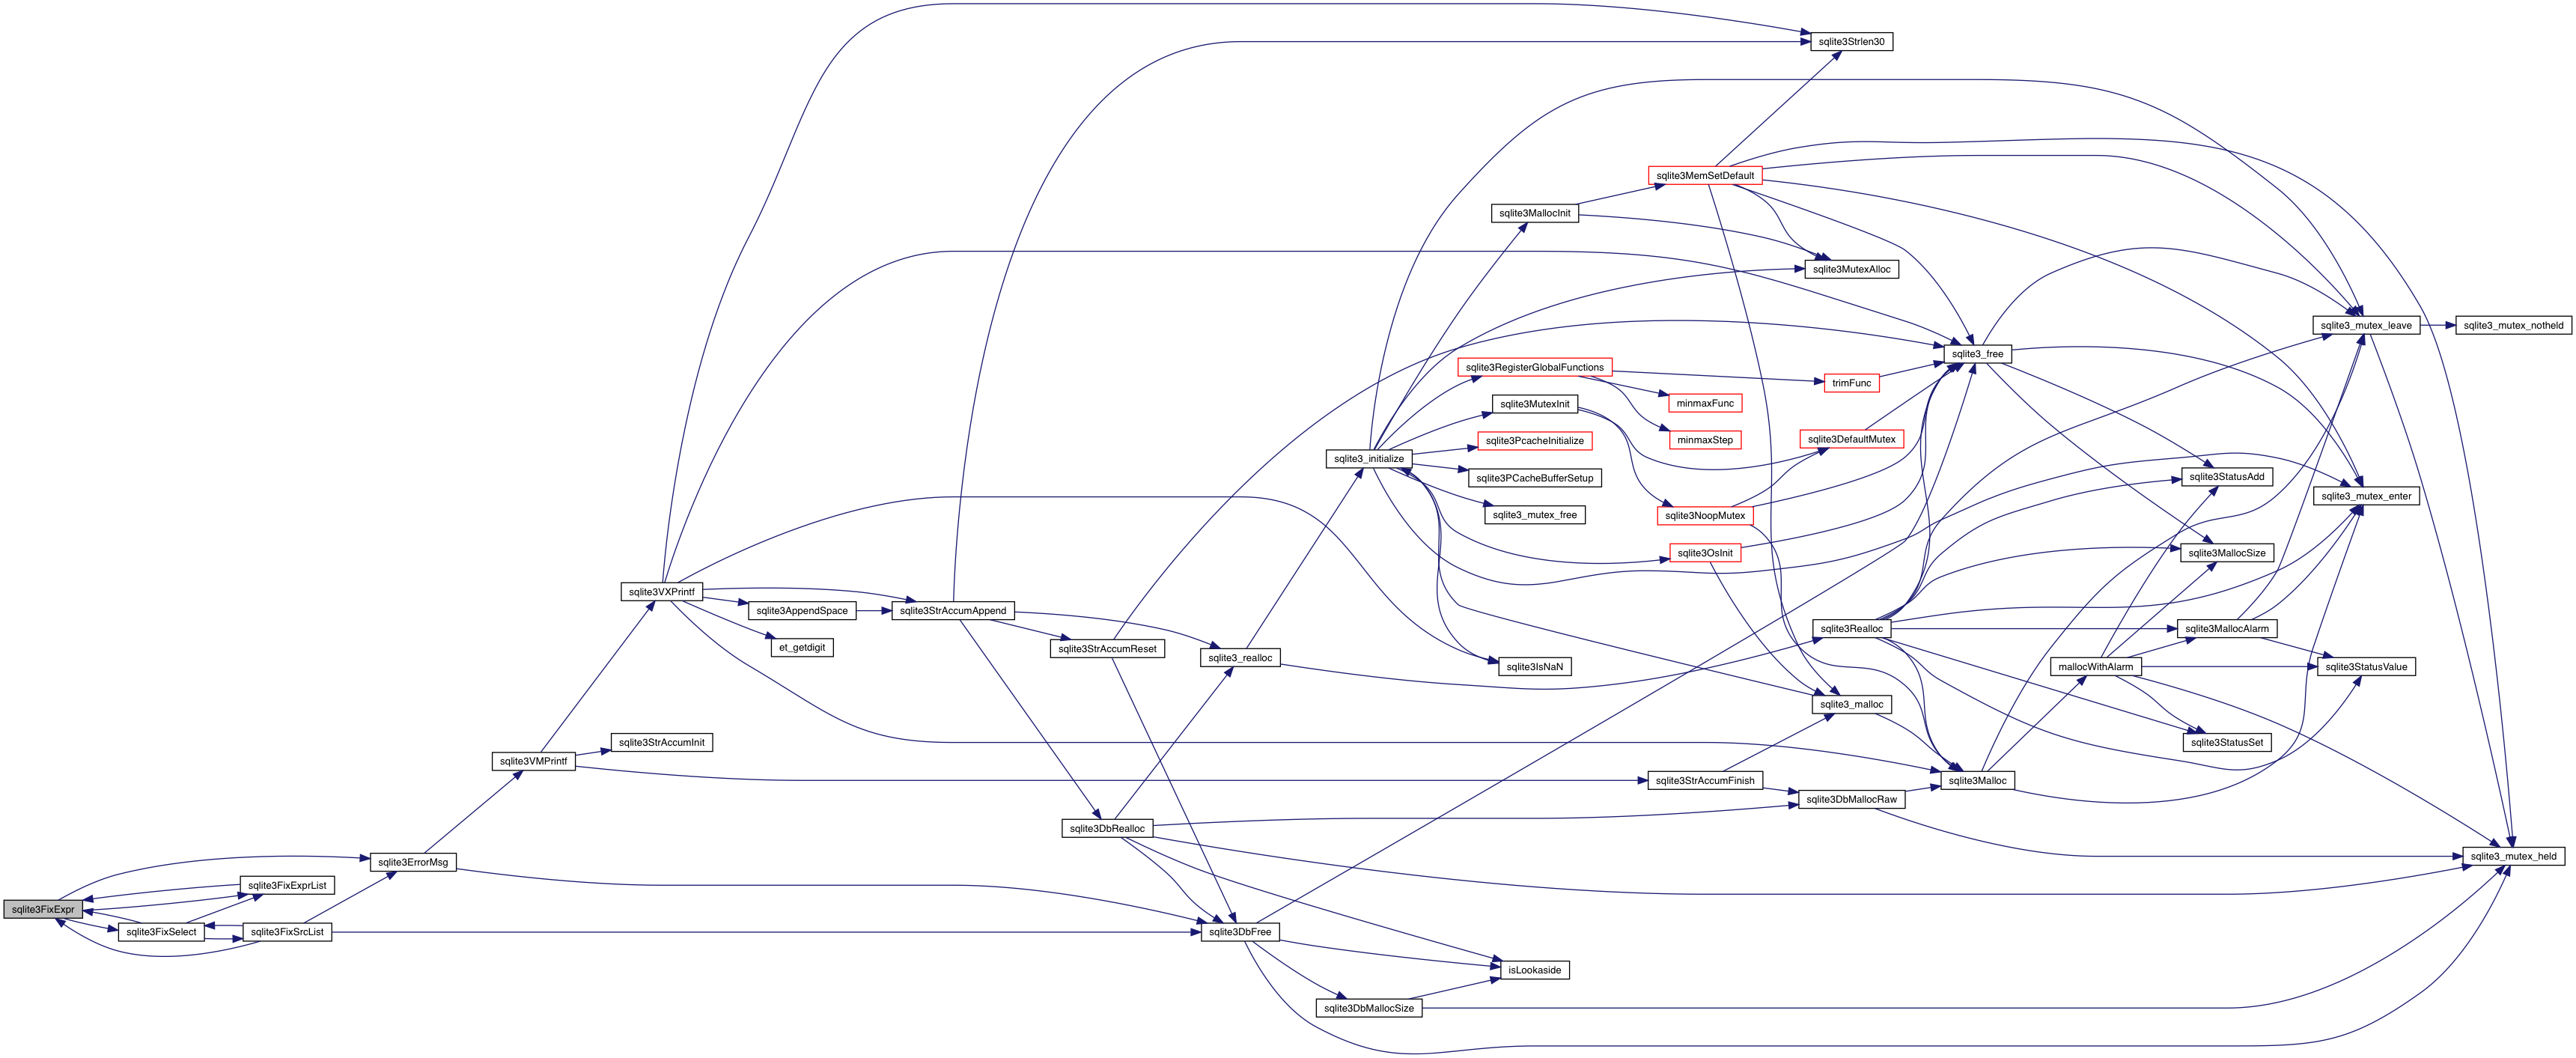 sqlite3Strlen30
sqlite3MemSetDefault
sqlite3MallocInit
sqlite3MutexAlloc
sqlite3_mutex_leave
sqlite3_mutex_notheld
sqlite3_free
sqlite3RegisterGlobalFunctions
trimFunc
minmaxFunc
sqlite3MutexInit
sqlite3DefaultMutex
minmaxStep
sqlite3PcacheInitialize
sqlite3_initialize
sqlite3PCacheBufferSetup
sqlite3StatusAdd
sqlite3_mutex_enter
sqlite3_mutex_free
sqlite3NoopMutex
sqlite3OsInit
sqlite3MallocSize
sqlite3VXPrintf
sqlite3AppendSpace
sqlite3StrAccumAppend
sqlite3Realloc
sqlite3MallocAlarm
et_getdigit
sqlite3StrAccumReset
sqlite3_realloc
sqlite3IsNaN
mallocWithAlarm
sqlite3StatusValue
sqlite3_malloc
sqlite3StrAccumInit
sqlite3StatusSet
sqlite3VMPrintf
sqlite3StrAccumFinish
sqlite3Malloc
sqlite3DbMallocRaw
sqlite3DbRealloc
sqlite3_mutex_held
sqlite3ErrorMsg
sqlite3FixExprList
sqlite3FixExpr
sqlite3FixSelect
sqlite3FixSrcList
sqlite3DbFree
isLookaside
sqlite3DbMallocSize